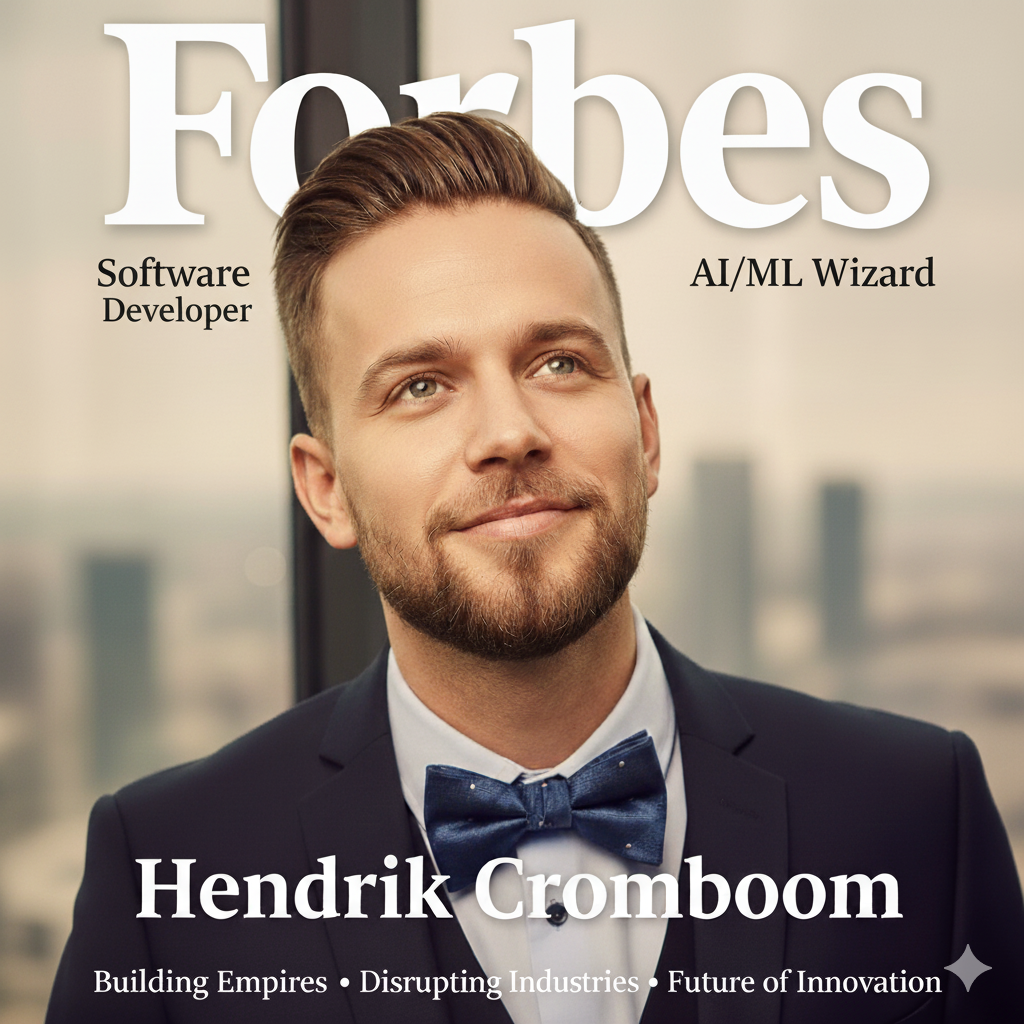 Forbes
Software
Developer
AI/ML Wizard
Hendrik Cromboom
Building Empires • Disrupting Industries • Future of Innovation